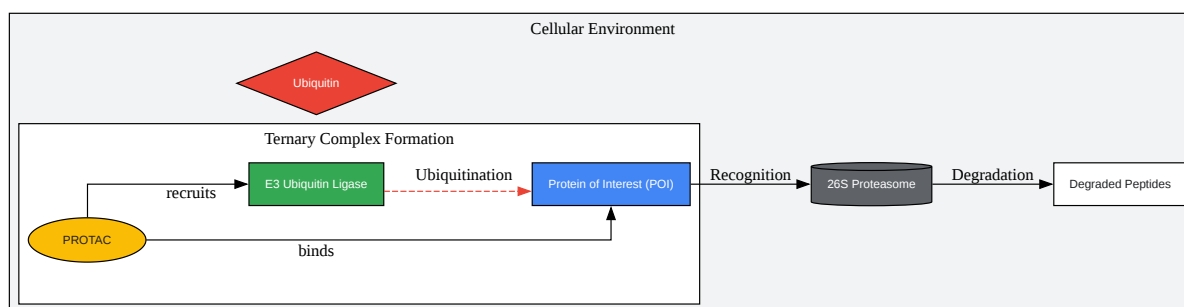 Cellular Environment
Ubiquitin
Ternary Complex Formation
E3 Ubiquitin Ligase
Ubiquitination
Protein of Interest (POI)
Recognition
26S Proteasome
Degradation
Degraded Peptides
recruits
PROTAC
binds